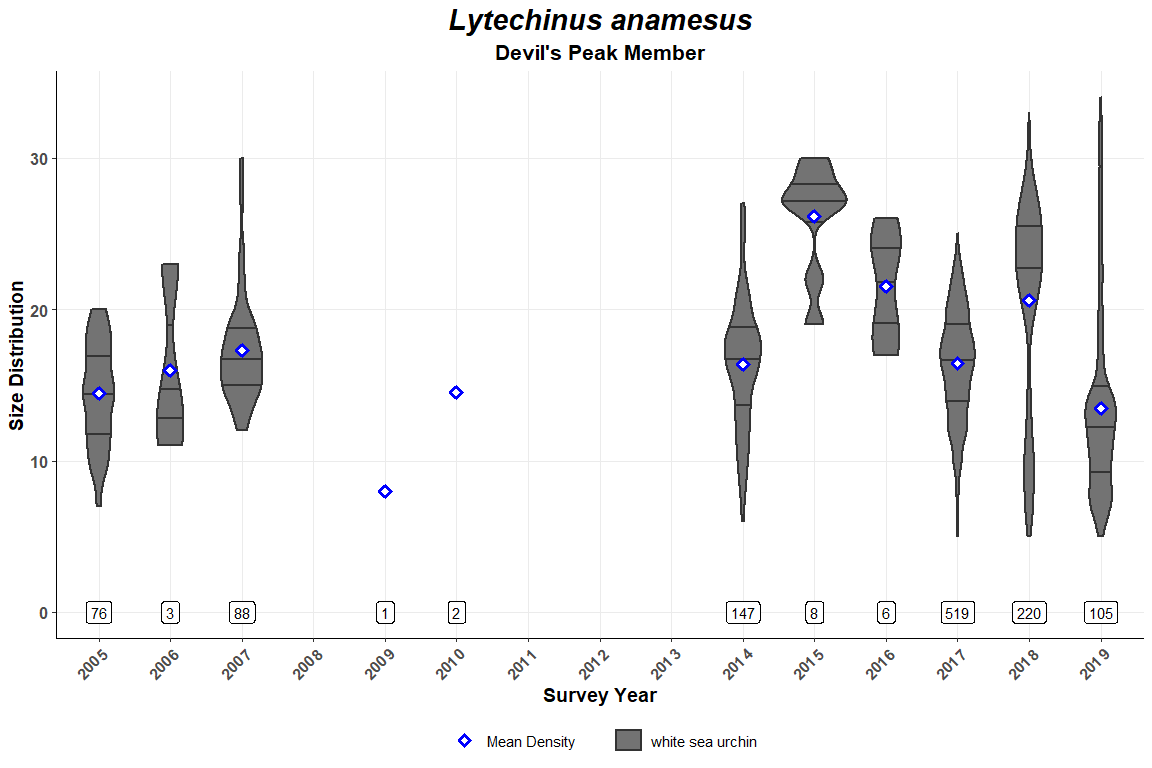 Lytechinus anamesus
Devil's Peak Member
Size Distribution
30
20
10
0
76 3 88 1 2 147 8 6 519 220 105
2005 2006 2007 2008 2009 2010 2011 2012 2013 2014 2015 2016 2017 2018 2019
Survey Year
Mean Density white sea urchin